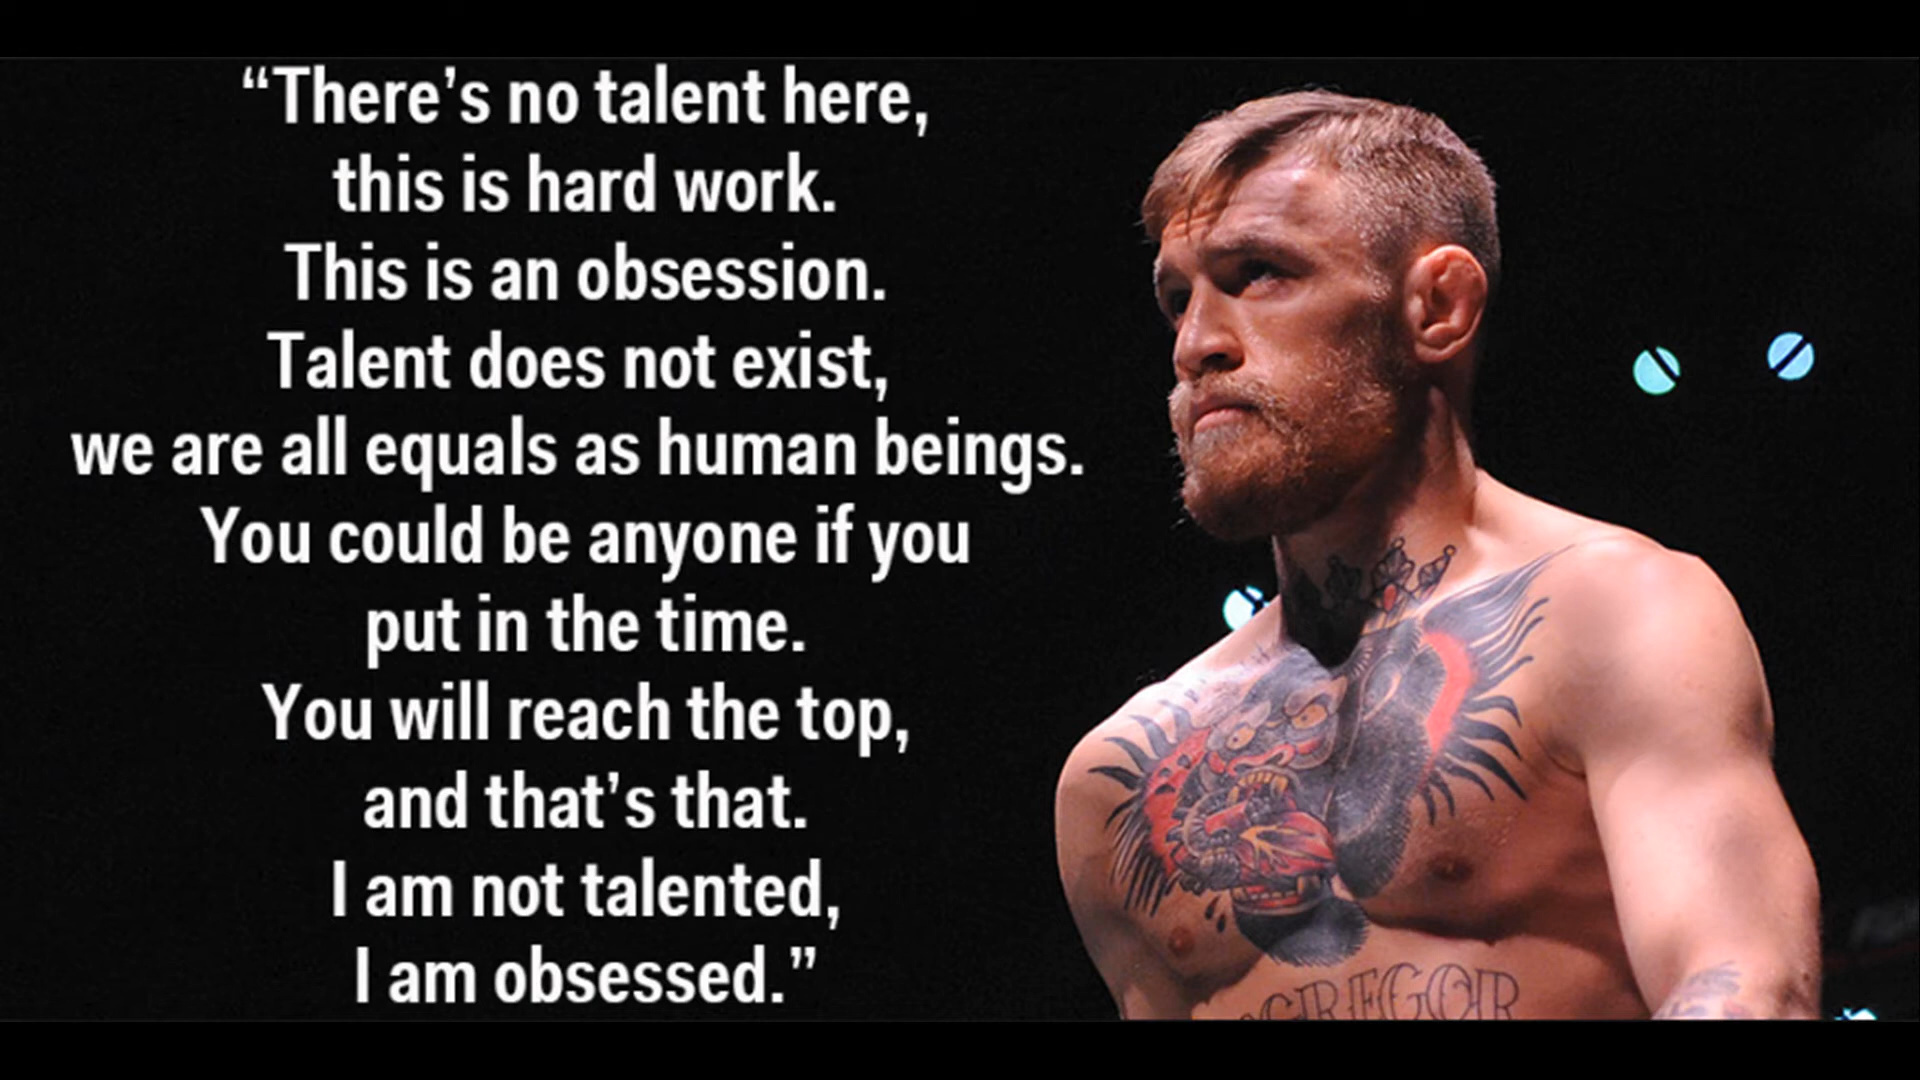 “There’s no talent here,
this is hard work.
This is an obsession.
Talent does not exist,
we are all equals as human beings.
You could be anyone if you
put in the time.
You will reach the top,
and that’s that.
I am not talented,
I am obsessed.”
GREGOR